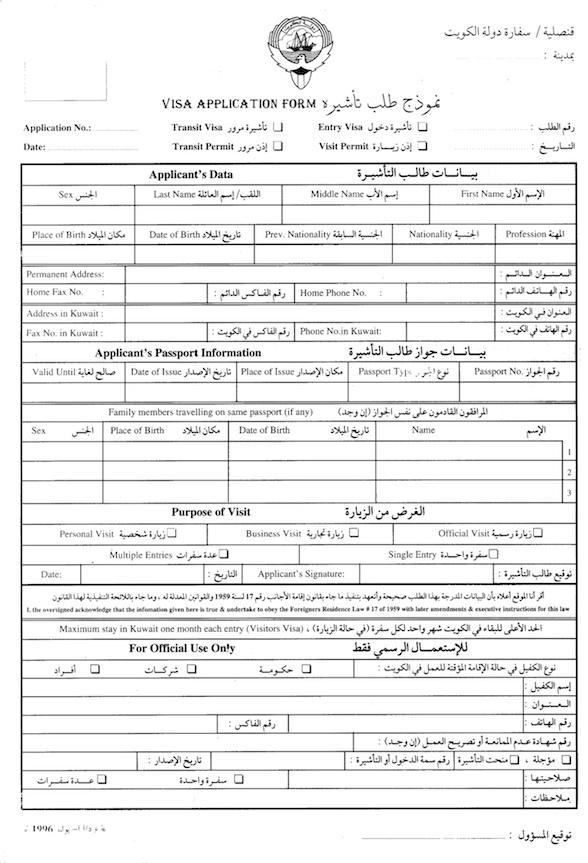 قنصلية / سفارة دولة الكويت
بمدينة :
VISA APPLICATION FORM نموذج طلب تأشيرة
Application No.: Transit Visa تأشيرة مرور Entry Visa تأشيرة دخول رقم الطلب :
Date: Transit Permit إذن مرور Visit Permit إذن زيارة التاريخ :
Applicant's Data بيانات طالب التأشيرة
Sex الجنس Last Name اللقب/إسم العائلة Middle Name إسم الأب First Name الإسم الأول
Place of Birth مكان الميلاد Date of Birth تاريخ الميلاد Prev. Nationality الجنسية السابقة Nationality الجنسية Profession المهنة
Permanent Address: العنوان الدائم :
Home Fax No. : رقم الفاكس الدائم : Home Phone No. : رقم الهاتف الدائم :
Address in Kuwait : العنوان في الكويت :
Fax No. in Kuwait : رقم الفاكس في الكويت : Phone No.in Kuwait: رقم الهاتف في الكويت :
Applicant's Passport Information بيانات جواز طالب التأشيرة
Valid Until صالح لغاية Date of Issue تاريخ الإصدار Place of Issue مكان الإصدار Passport نوع Passport No. رقم الجواز
Family members travelling on same passport (if any) المرافقون القادمون على نفس الجواز (إن وجد)
Sex الجنس Place of Birth مكان الميلاد Date of Birth تاريخ الميلاد Name الإسم
1
2
3
Purpose of Visit الغرض من الزيارة
Personal Visit زيارة شخصية Business Visit زيارة تجارية Official Visit زيارة رسمية
Multiple Entries عدة سفرات Single Entry سفرة واحدة
Date: التاريخ : Applicant's Signature: توقيع طالب التأشيرة :
أقر أنا الموقع أعلاه بأن البيانات المدرجة بهذا الطلب صحيحة وأتعهد بتنفيذ ما جاء بقانون إقامة الأجانب رقم 17 لسنة 1959 والقوانين المعدلة له ، وما جاء باللائحة التنفيذية لهذا القانون
I, the oversigned acknowledge that the infomation given here is true & undertake to obey the Foreigners Residence Law # 17 of 1959 with later amendments & executive instructions for this law
Maximum stay in Kuwait one month each entry (Visitors Visa) ، الحد الأعلى للبقاء في الكويت شهر واحد لكل سفرة (في حالة الزيارة)
For Official Use Only للإستعمال الرسمي فقط
نوع الكفيل في حالة الإقامة المؤقتة للعمل في الكويت : حكومة شركات أفراد
إسم الكفيل :
العنوان :
رقم الهاتف : رقم الفاكس :
رقم شهادة عدم الممانعة أو تصريح العمل (إن وجد) :
مؤجلة ، منحت التأشيرة رقم سمة الدخول أو التأشيرة : تاريخ الإصدار :
صلاحيتها : سفرة واحدة عدة سفرات
ملاحظات :
توقيع المسؤول :
1996